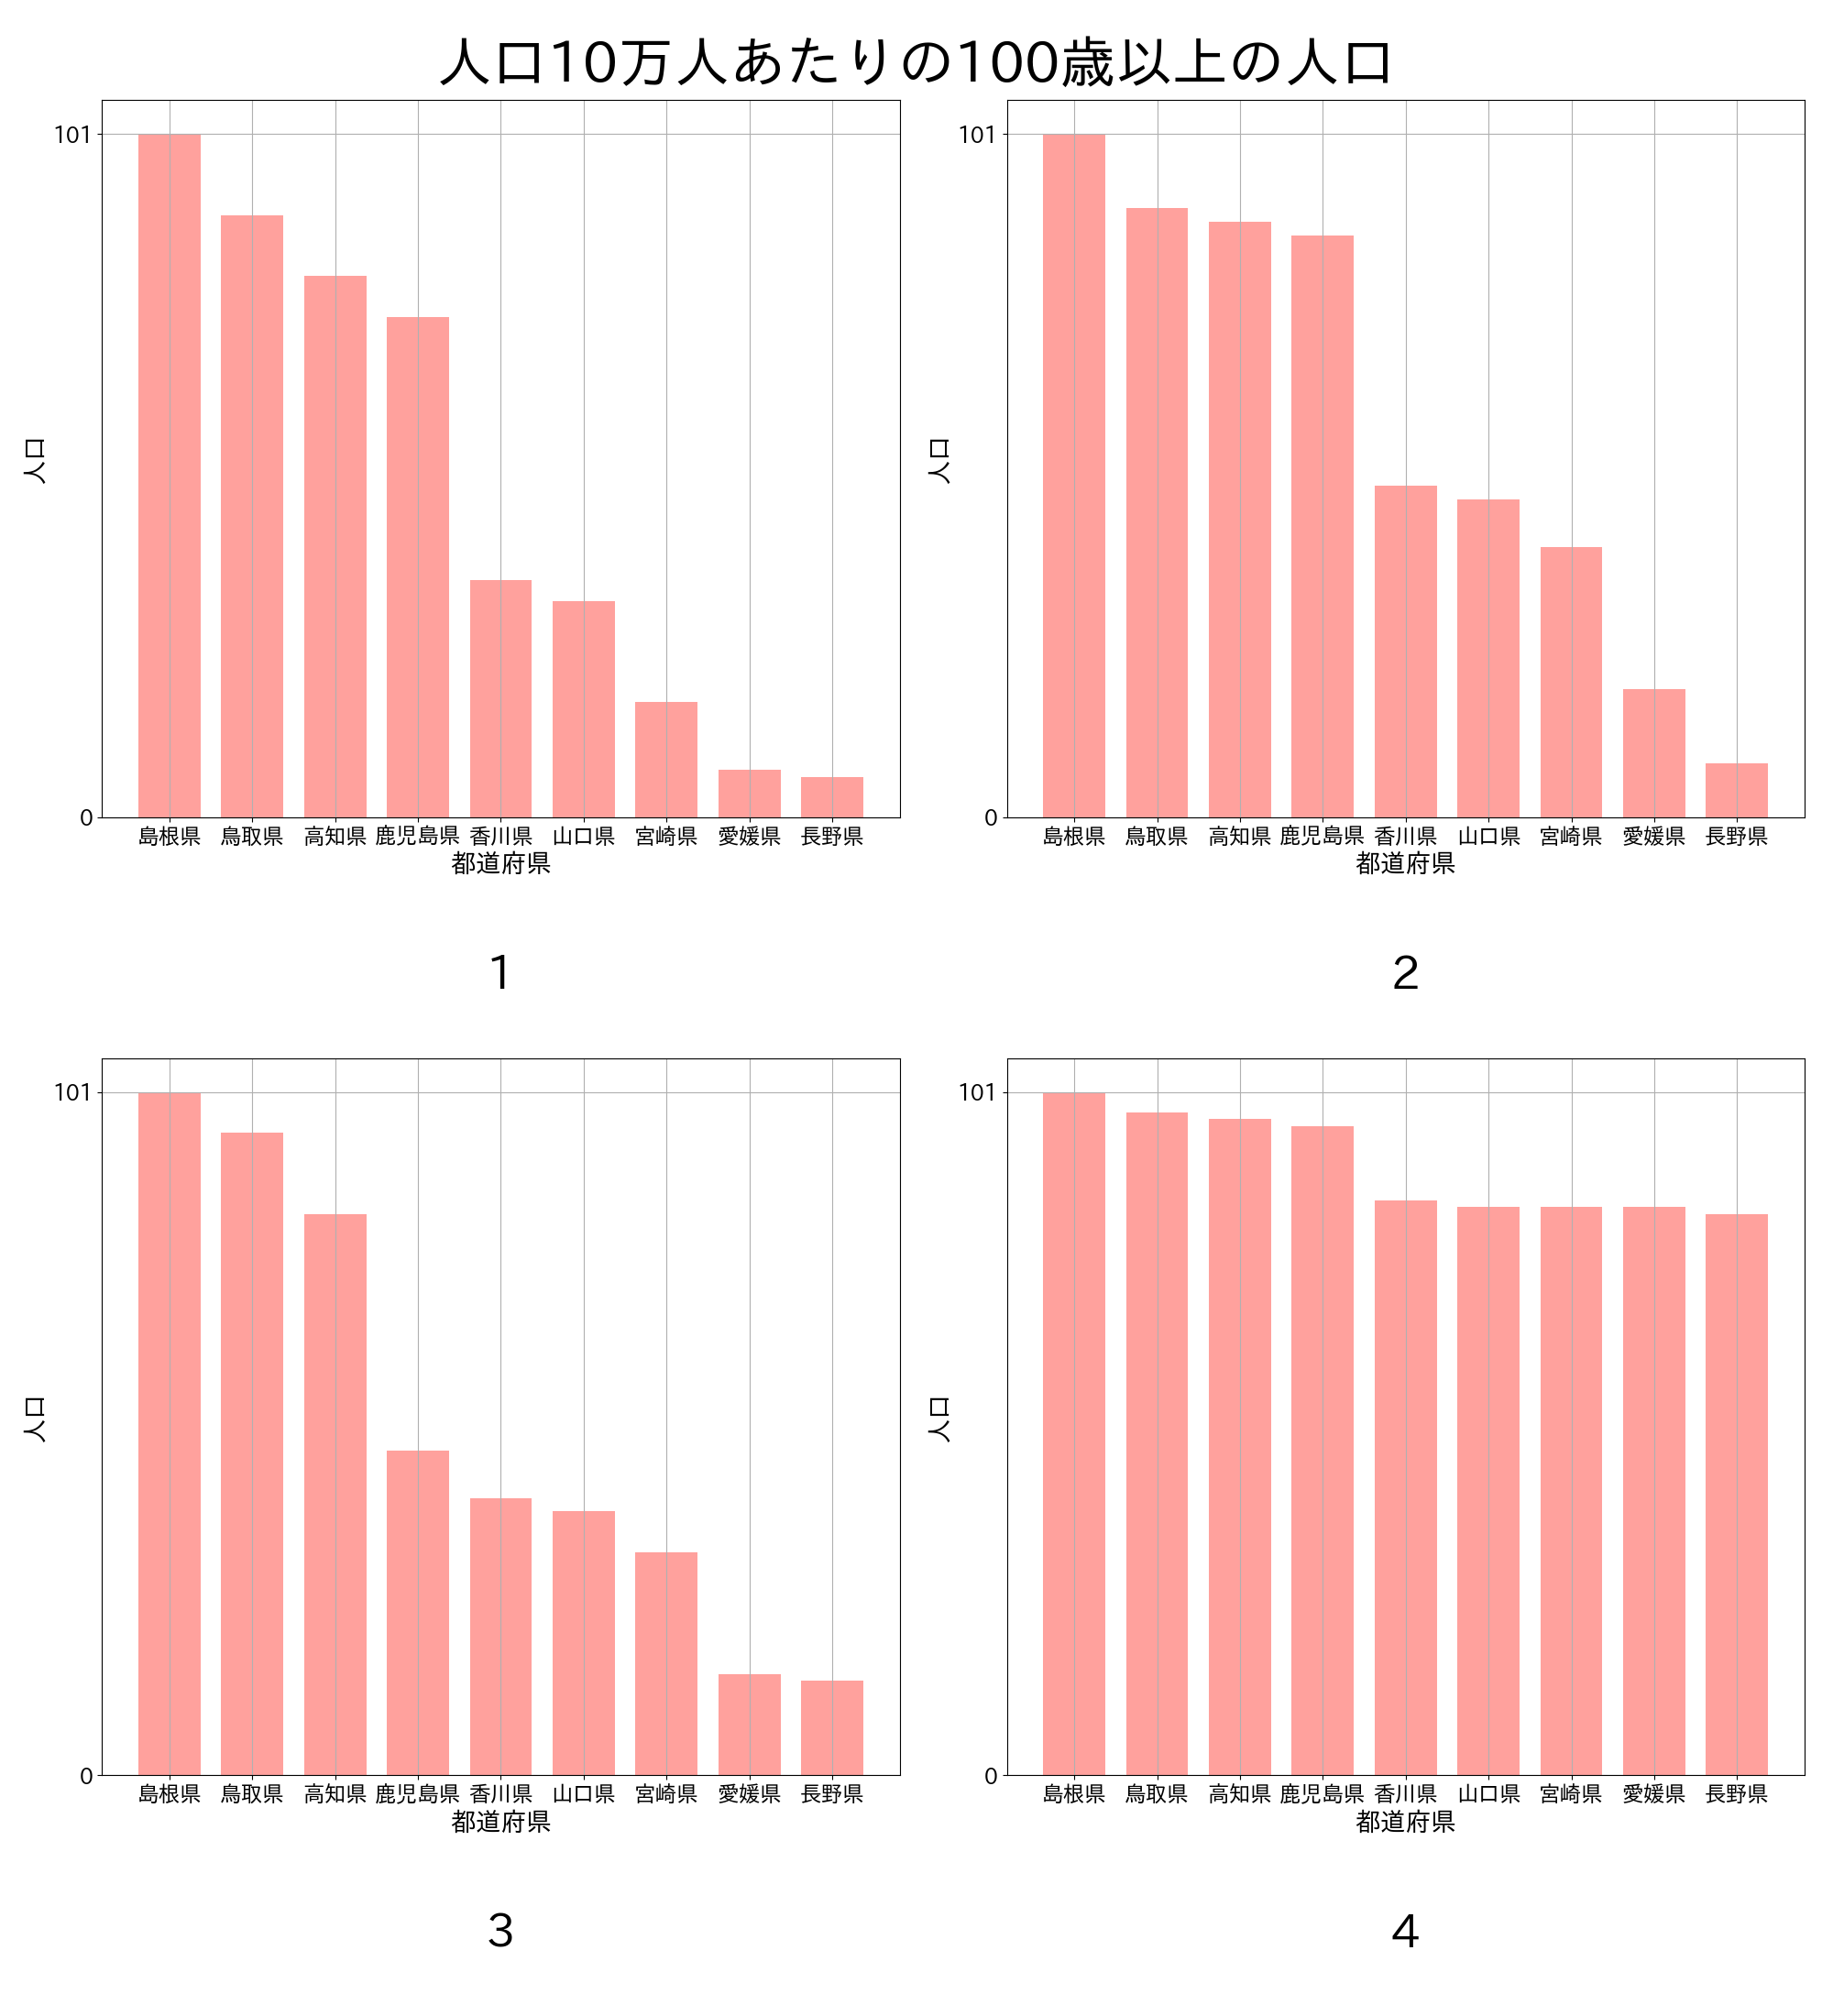 人口10万人あたりの100歳以上の人口
101
0
人口
島根県 鳥取県 高知県 鹿児島県 香川県 山口県 宮崎県 愛媛県 長野県
都道府県
1
101
0
人口
島根県 鳥取県 高知県 鹿児島県 香川県 山口県 宮崎県 愛媛県 長野県
都道府県
2
101
0
人口
島根県 鳥取県 高知県 鹿児島県 香川県 山口県 宮崎県 愛媛県 長野県
都道府県
3
101
0
人口
島根県 鳥取県 高知県 鹿児島県 香川県 山口県 宮崎県 愛媛県 長野県
都道府県
4